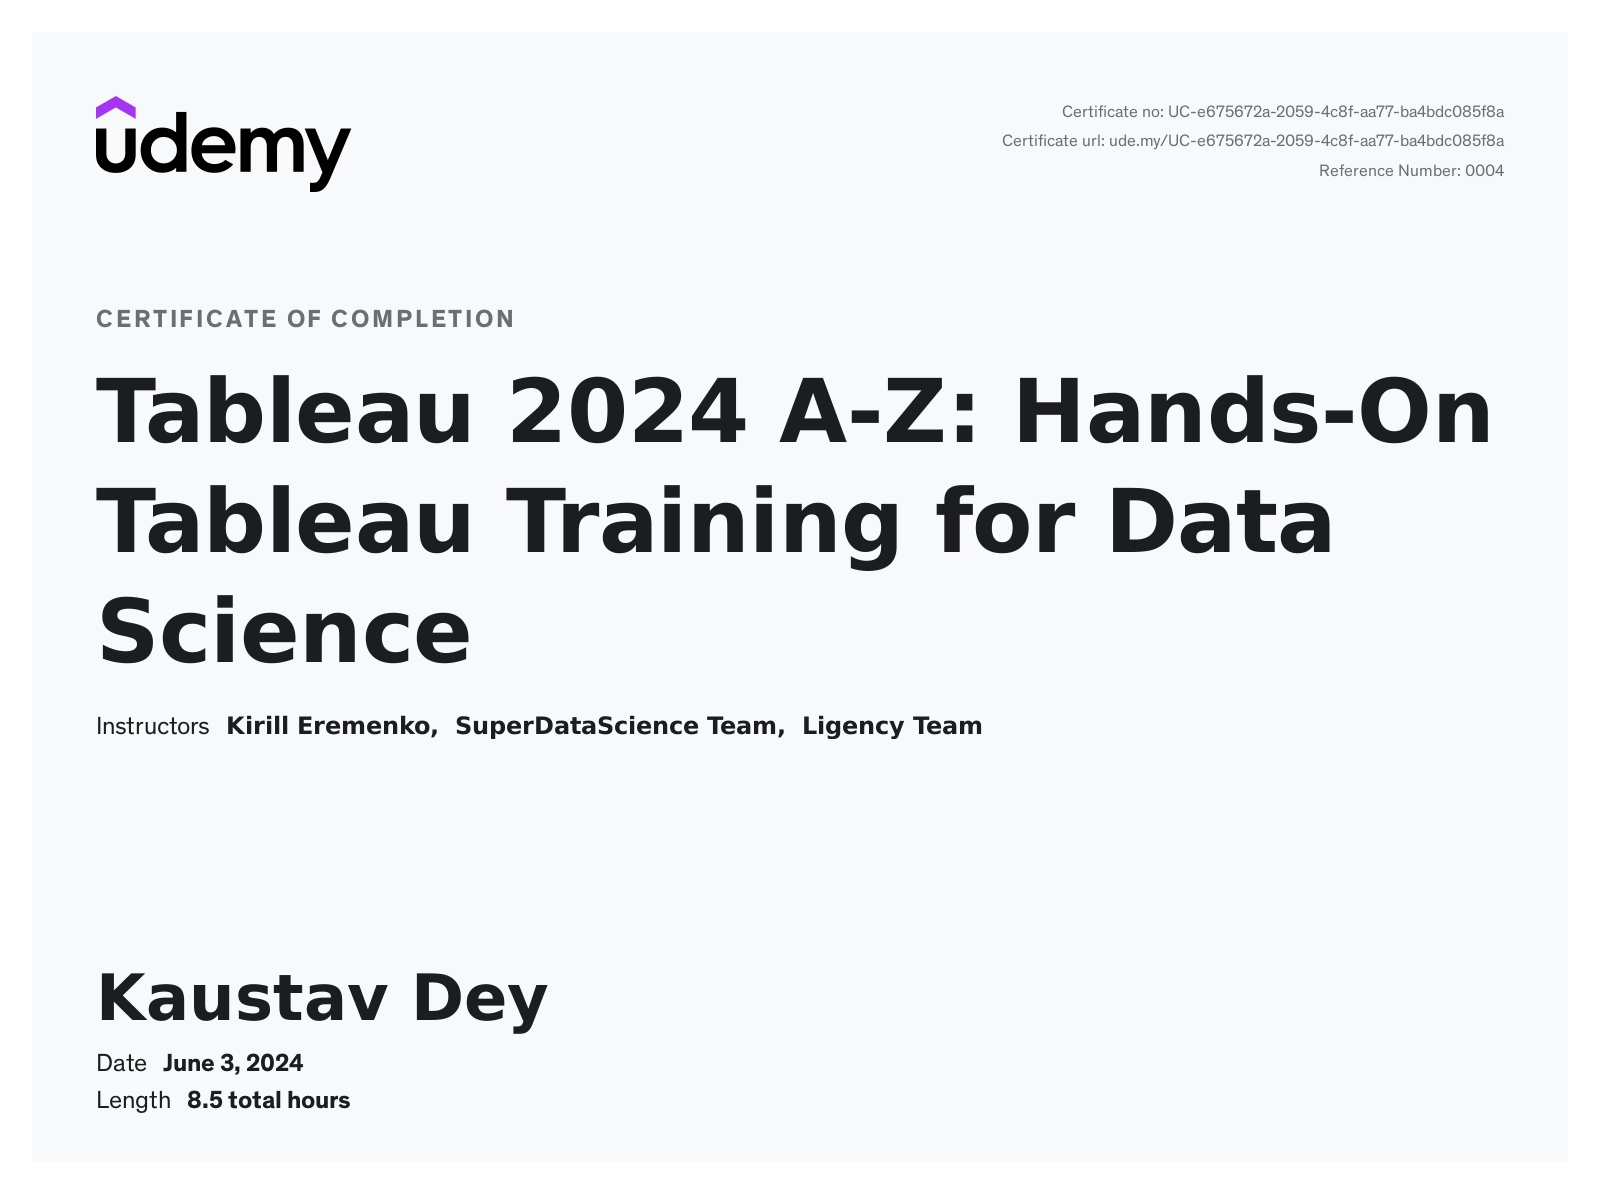 udemy
Certificate no: UC-e675672a-2059-4c8f-aa77-ba4bdc085f8a
Certificate url: ude.my/UC-e675672a-2059-4c8f-aa77-ba4bdc085f8a
Reference Number: 0004
CERTIFICATE OF COMPLETION
Tableau 2024 A-Z: Hands-On
Tableau Training for Data
Science
Instructors Kirill Eremenko, SuperDataScience Team, Ligency Team
Kaustav Dey
Date June 3, 2024
Length 8.5 total hours